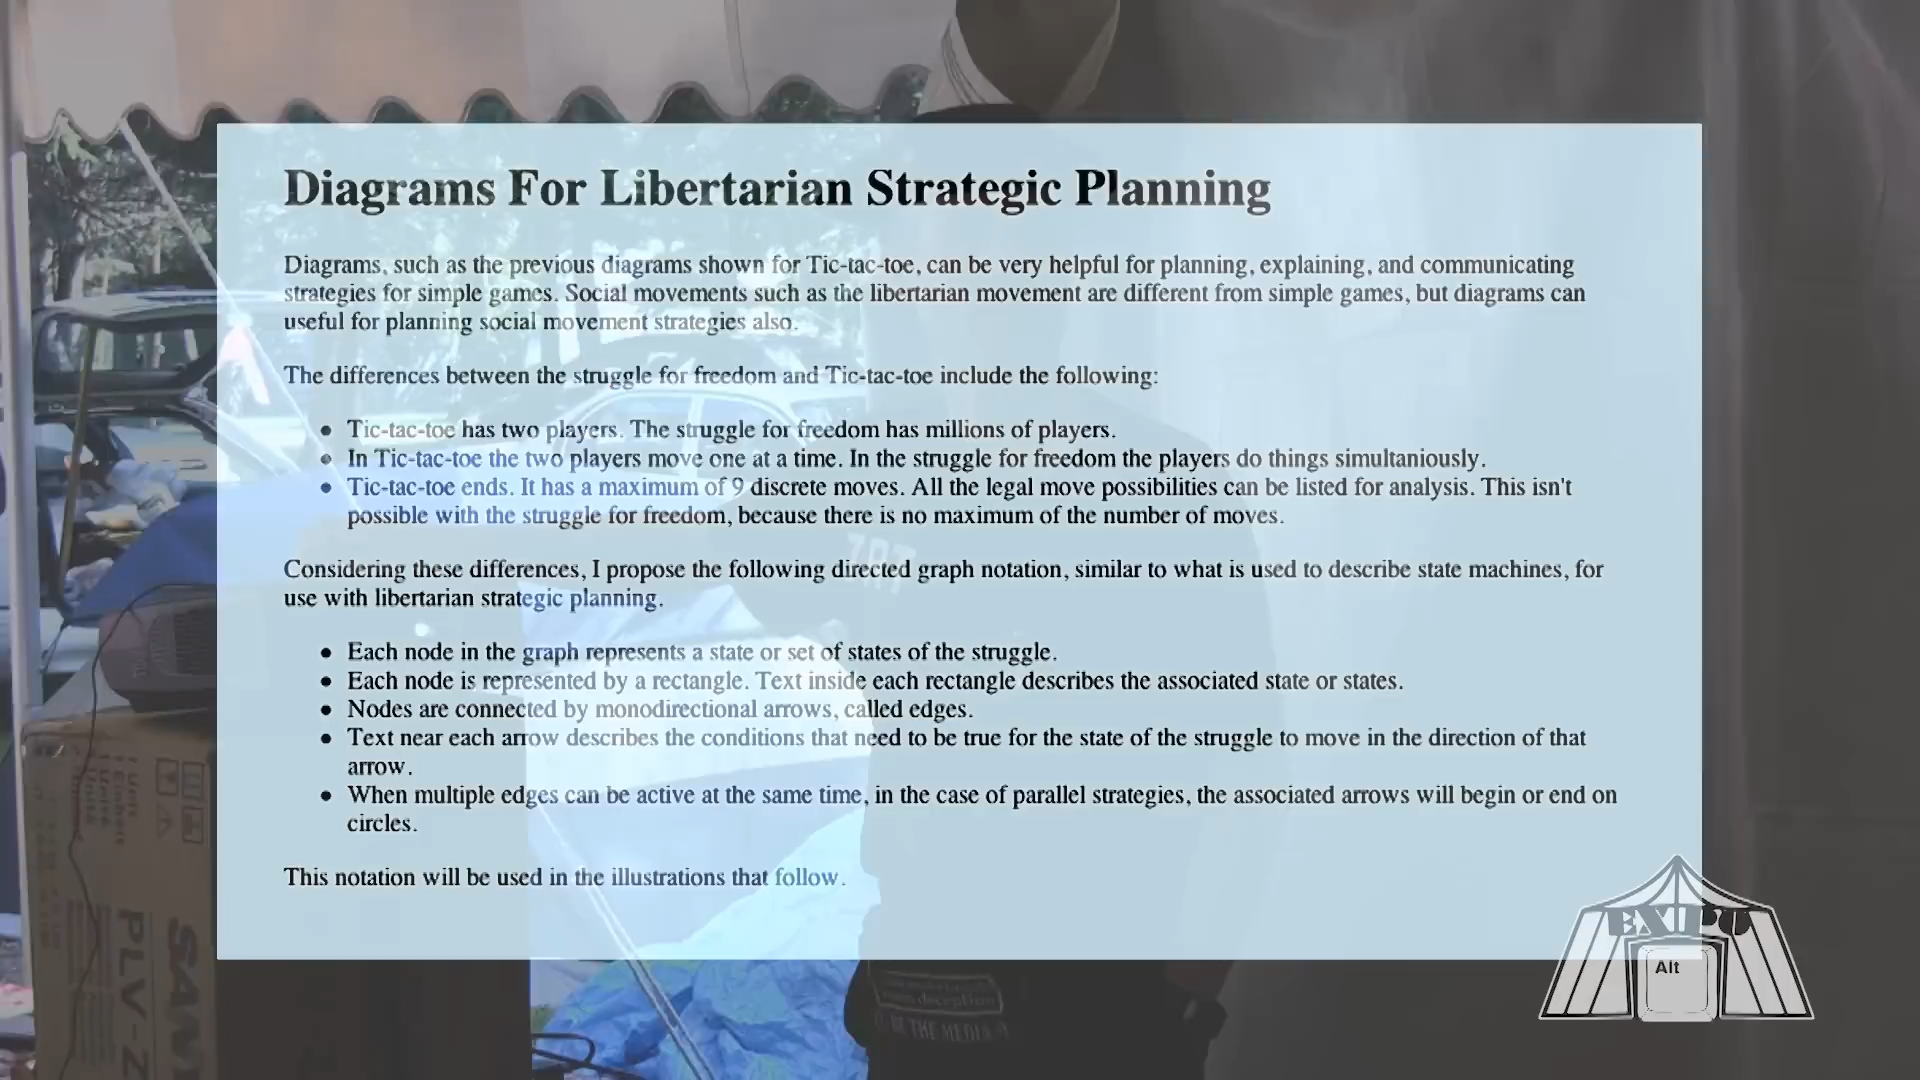 Diagrams For Libertarian Strategic Planning
Diagrams, such as the previous diagrams shown for Tic-tac-toe, can be very helpful for planning, explaining, and communicating
strategies for simple games. Social movements such as the libertarian movement are different from simple games, but diagrams can
useful for planning social movement strategies also.
The differences between the struggle for freedom and Tic-tac-toe include the following:
• Tic-tac-toe has two players. The struggle for freedom has millions of players.
• In Tic-tac-toe the two players move one at a time. In the struggle for freedom the players do things simultaniously.
• Tic-tac-toe ends. It has a maximum of 9 discrete moves. All the legal move possibilities can be listed for analysis. This isn't
possible with the struggle for freedom, because there is no maximum of the number of moves.
Considering these differences, I propose the following directed graph notation, similar to what is used to describe state machines, for
use with libertarian strategic planning.
• Each node in the graph represents a state or set of states of the struggle.
• Each node is represented by a rectangle. Text inside each rectangle describes the associated state or states.
• Nodes are connected by monodirectional arrows, called edges.
• Text near each arrow describes the conditions that need to be true for the state of the struggle to move in the direction of that
arrow.
• When multiple edges can be active at the same time, in the case of parallel strategies, the associated arrows will begin or end on
circles.
This notation will be used in the illustrations that follow.
EXPO
Alt
PLV-Z
deception
BE THE MEDIA